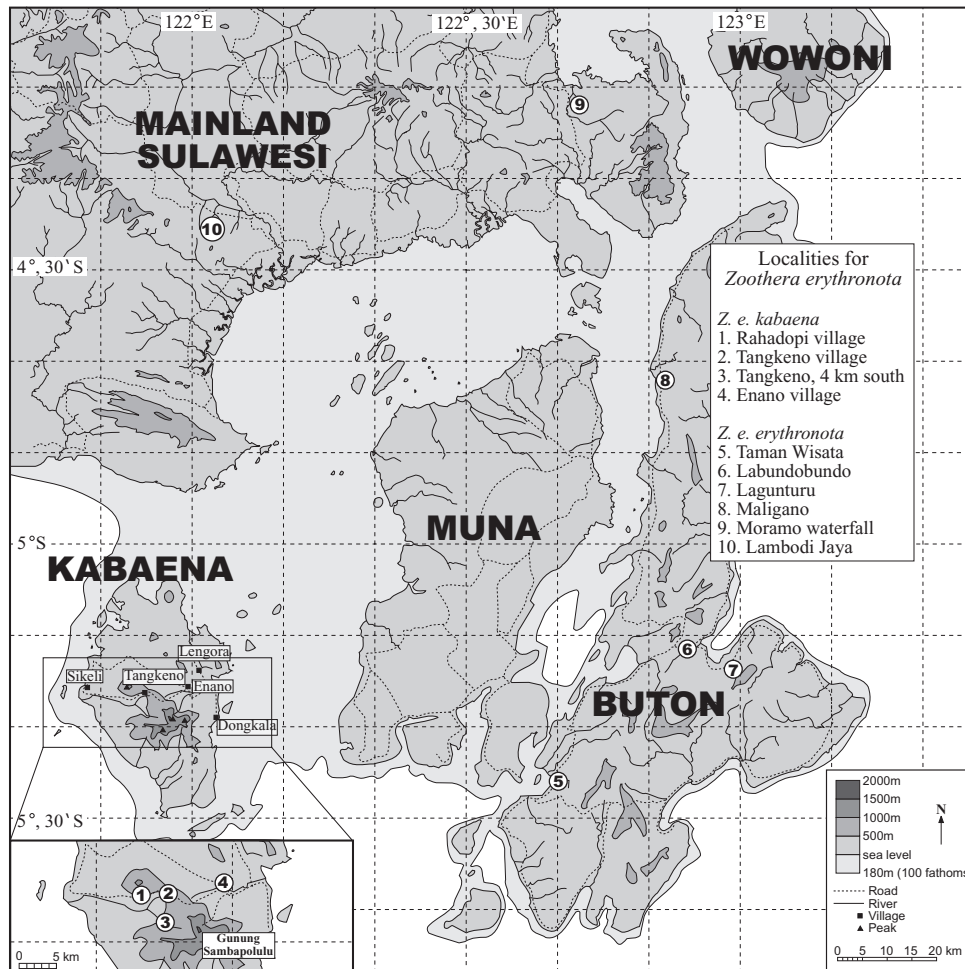 122°E
122°, 30‛E
123°E
WOWONI
MAINLAND
SULAWESI
9
10
4°, 30‛S
Localities for
Zoothera erythronota
Z. e. kabaena
1. Rahadopi village
2. Tangkeno village
3. Tangkeno, 4 km south
4. Enano village
Z. e. erythronota
5. Taman Wisata
6. Labundobundo
7. Lagunturu
8. Maligano
9. Moramo waterfall
10. Lambodi Jaya
8
MUNA
5°S
KABAENA
Lengora
Sikeli
Tangkeno
Enano
Dongkala
6
7
BUTON
5
5°, 30‛S
2000m
1500m
1000m
500m
sea level
180m (100 fathoms
N
Road
River
Village
Peak
0 5 10 20 km
1
2
3
4
Gunung
Sambapolulu
0 5 km